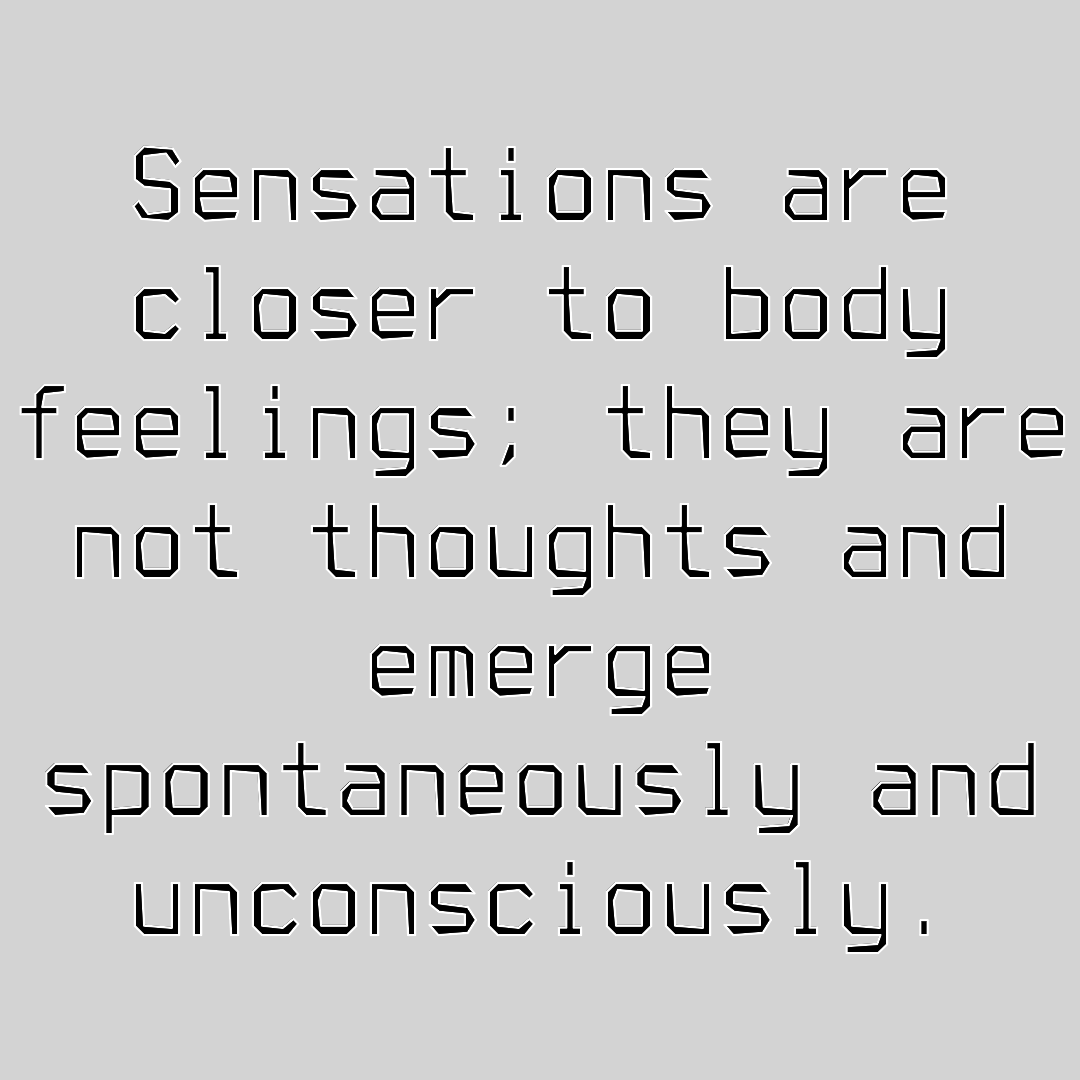 Sensations are
closer to body
feelings; they are
not thoughts and
emerge
spontaneously and
unconsciously.